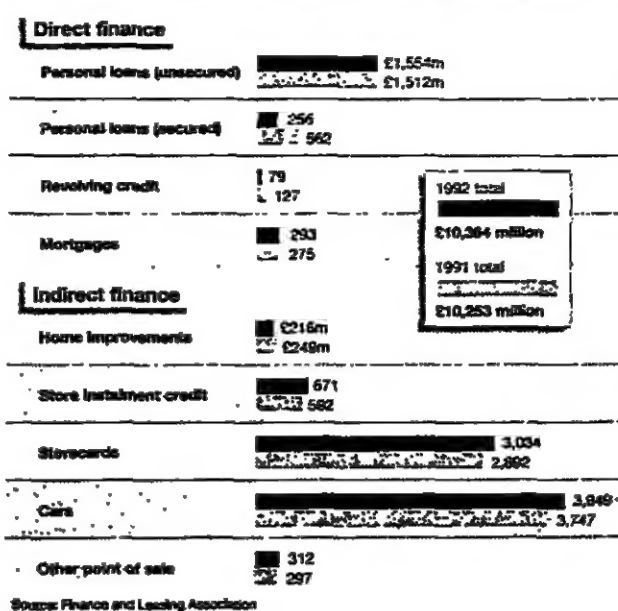 Direct finance
Personal loans (unsecured)
£1,554m
£1,512m
Personal loans (secured)
256
562
Revolving credit
79
127
Mortgages
293
275
1992 total
£10,364 million
1991 total
£10,253 million
Indirect finance
Home improvements
£216m
£249m
Store instalment credit
671
592
Storecards
3,034
2,892
Cars
3,949
3,747
Other point of sale
312
297
Source: Finance and Leasing Association